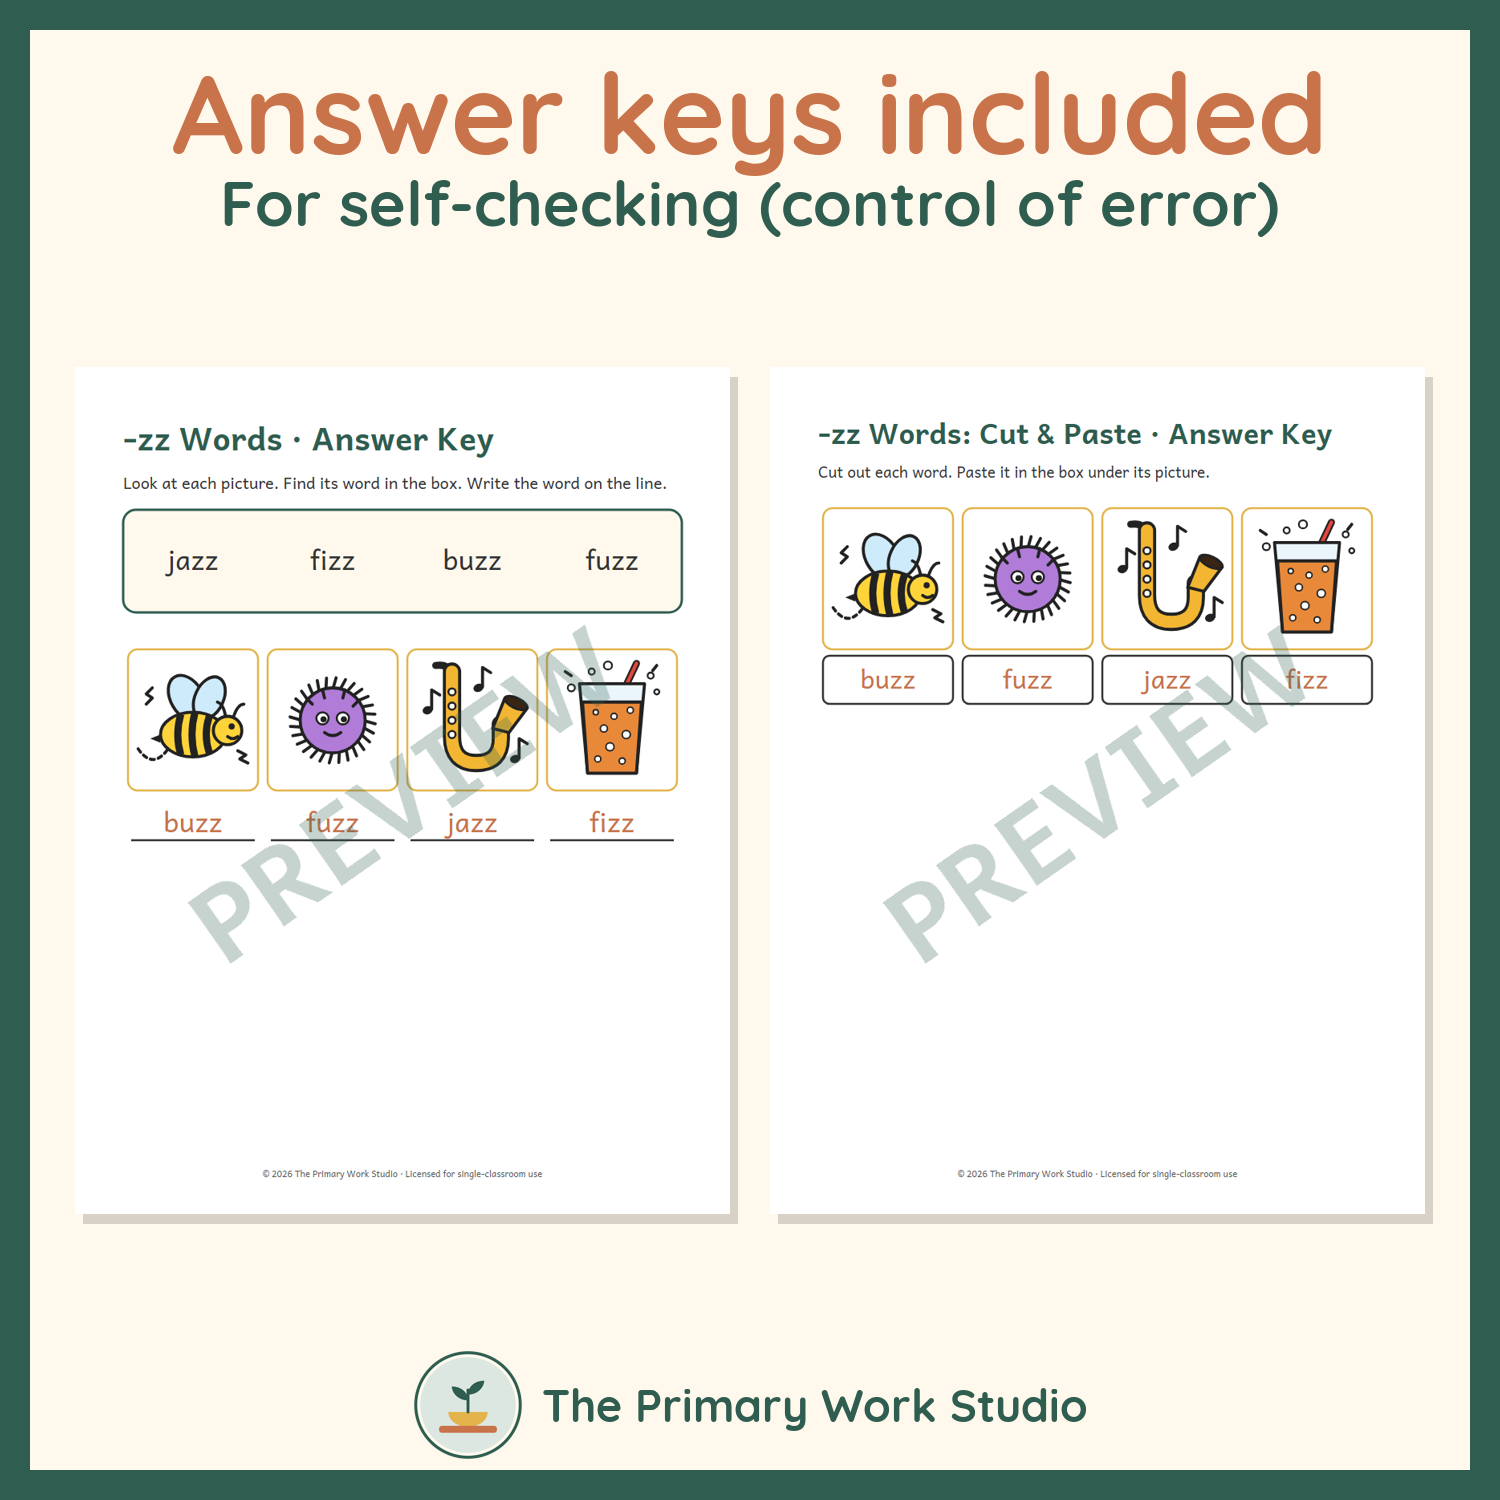 Answer keys included
For self-checking (control of error)
-zz Words · Answer Key
Look at each picture. Find its word in the box. Write the word on the line.
jazz fizz buzz fuzz
buzz fuzz jazz fizz
PREVIEW
© 2026 The Primary Work Studio · Licensed for single-classroom use
-zz Words: Cut & Paste · Answer Key
Cut out each word. Paste it in the box under its picture.
buzz fuzz jazz fizz
PREVIEW
© 2026 The Primary Work Studio · Licensed for single-classroom use
The Primary Work Studio